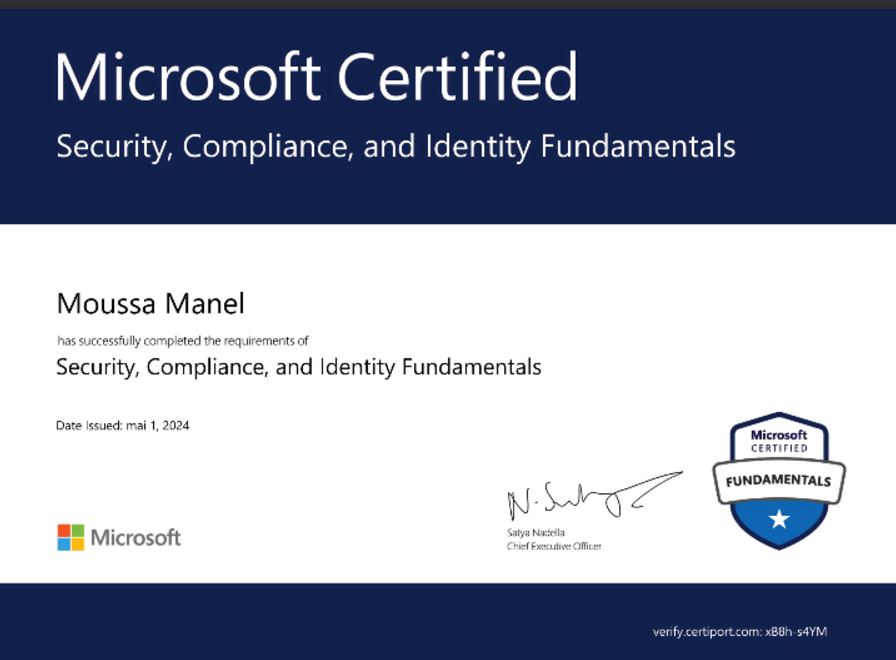 Microsoft Certified
Security, Compliance, and Identity Fundamentals
Moussa Manel
has successfully completed the requirements of
Security, Compliance, and Identity Fundamentals
Date Issued: mai 1, 2024
Microsoft
CERTIFIED
FUNDAMENTALS
Satya Nadella
Chief Executive Officer
Microsoft
verify.certiport.com: xB8h-s4YM